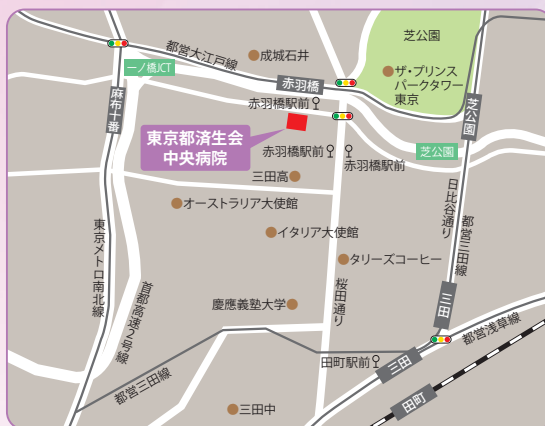 都営大江戸線
成城石井
芝公園
一ノ橋JCT
ザ・プリンス
パークタワー
東京
赤羽橋
赤羽橋駅前
麻布十番
芝公園
東京都済生会
中央病院
赤羽橋駅前
赤羽橋駅前
芝公園
三田高
オーストラリア大使館
日比谷通り
都営三田線
東京メトロ南北線
イタリア大使館
タリーズコーヒー
首都高速2号線
桜田通り
慶應義塾大学
三田
都営浅草線
田町駅前
三田
都営三田線
田町
三田中